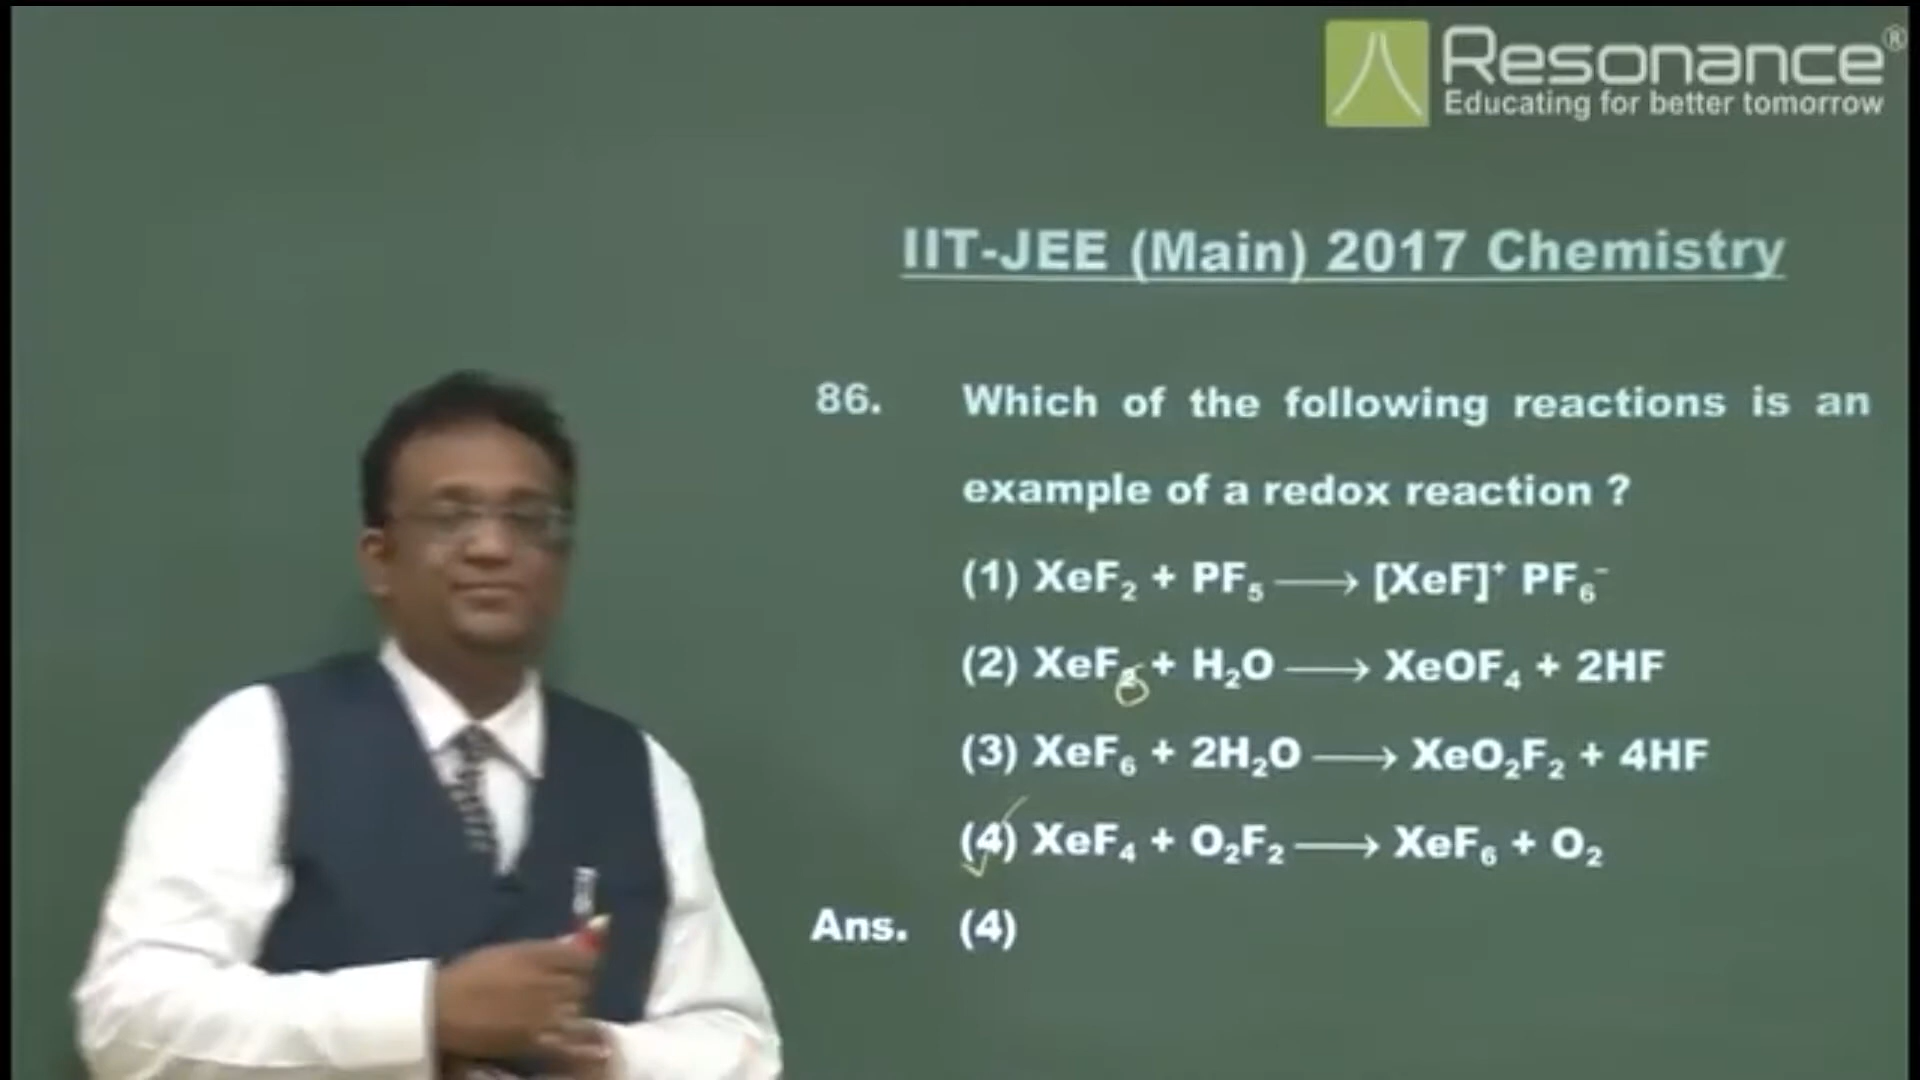 Resonance®
Educating for better tomorrow
IIT-JEE (Main) 2017 Chemistry
86. Which of the following reactions is an
example of a redox reaction ?
(1) XeF₂ + PF₅ ⟶ [XeF]⁺ PF₆⁻
(2) XeF₆ + H₂O ⟶ XeOF₄ + 2HF
(3) XeF₆ + 2H₂O ⟶ XeO₂F₂ + 4HF
(4) XeF₄ + O₂F₂ ⟶ XeF₆ + O₂
Ans. (4)